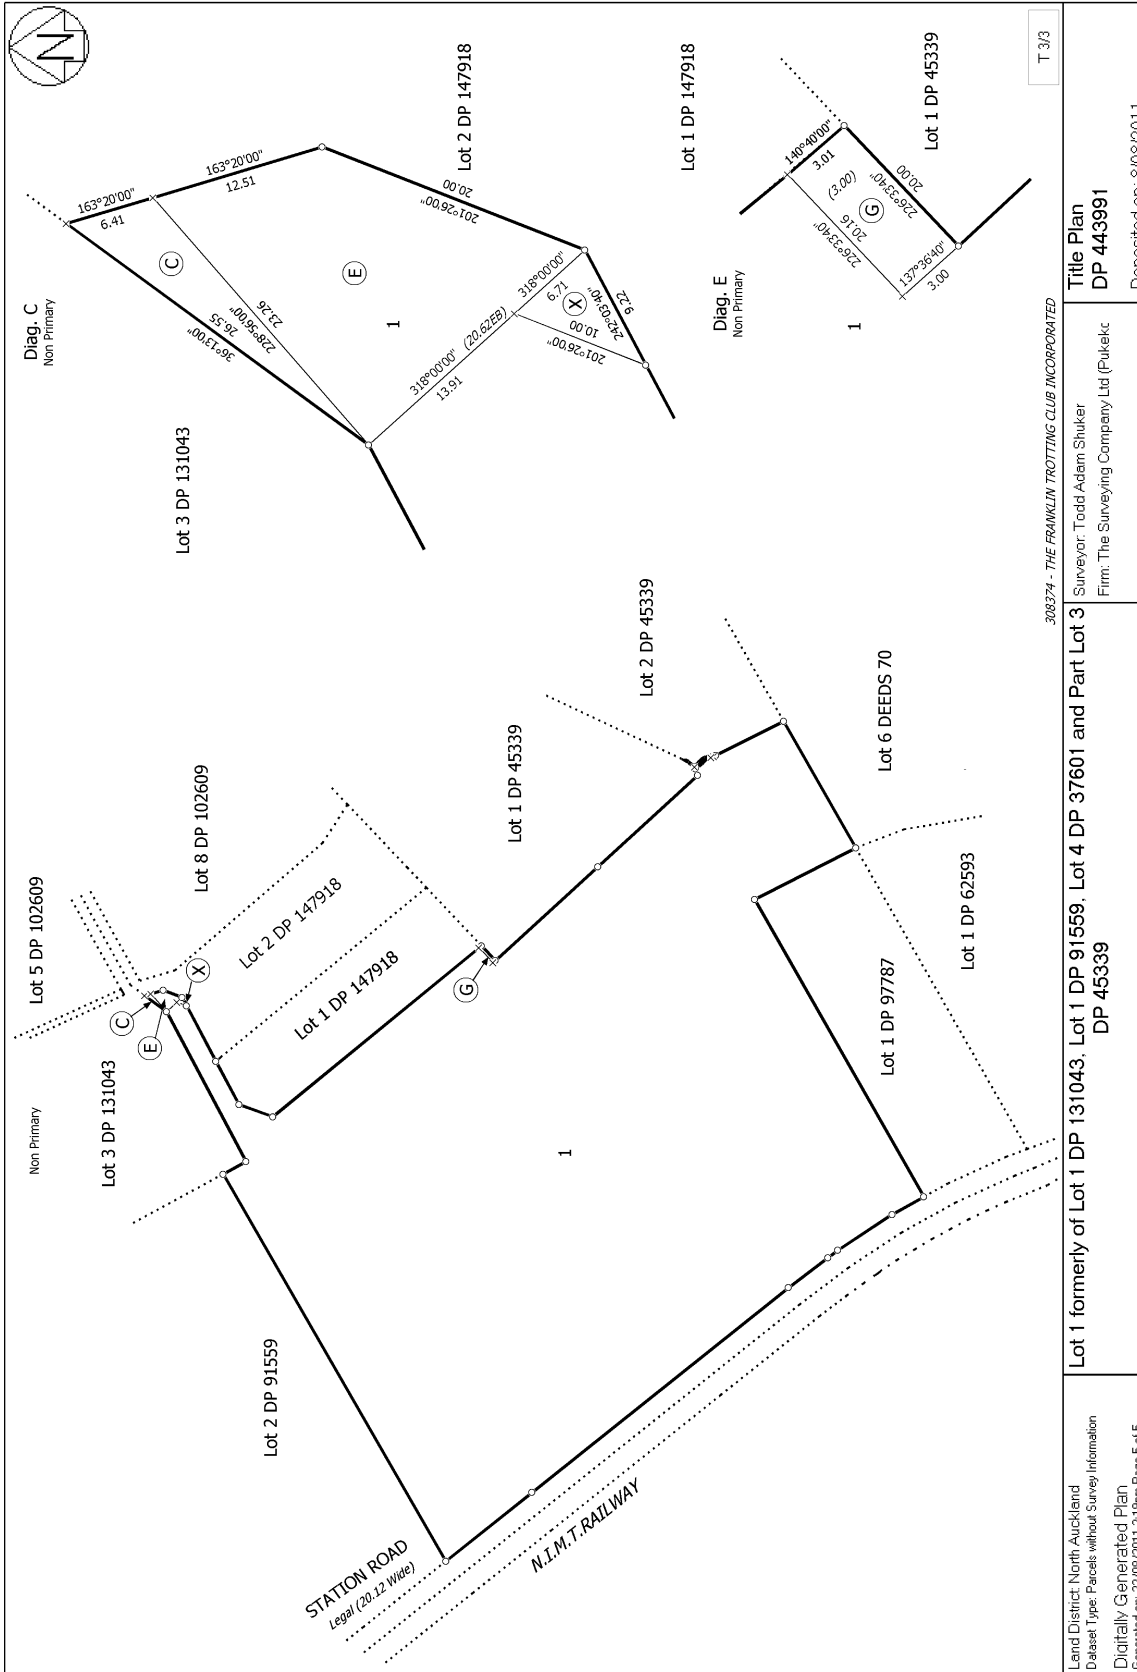 N
T 3/3
Non Primary
Lot 5 DP 102609
Lot 3 DP 131043
C
E
X
Lot 8 DP 102609
Lot 2 DP 147918
Lot 1 DP 147918
G
Lot 2 DP 91559
Lot 1 DP 45339
Lot 2 DP 45339
1
Lot 6 DEEDS 70
Lot 1 DP 97787
Lot 1 DP 62593
STATION ROAD
Legal (20.12 Wide)
N.I.M.T.RAILWAY
Diag. C
Non Primary
Lot 3 DP 131043
36°13'00"
26.55
163°20'00"
6.41
C
163°20'00"
12.51
228°56'00"
23.26
E
1
Lot 2 DP 147918
201°26'00"
20.00
318°00'00"
13.91
(20.62EB)
318°00'00"
6.71
X
201°26'00"
10.00
242°03'40"
9.22
Lot 1 DP 147918
Diag. E
Non Primary
1
140°40'00"
3.01
(3.00)
G
226°33'40"
20.16
226°33'40"
20.00
137°36'40"
3.00
Lot 1 DP 45339
308374 - THE FRANKLIN TROTTING CLUB INCORPORATED
Land District: North Auckland
Dataset Type: Parcels without Survey Information
Digitally Generated Plan
Lot 1 formerly of Lot 1 DP 131043, Lot 1 DP 91559, Lot 4 DP 37601 and Part Lot 3
DP 45339
Surveyor: Todd Adam Shuker
Firm: The Surveying Company Ltd (Pukekc
Title Plan
DP 443991